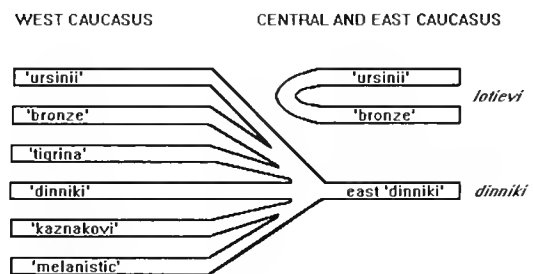 WEST CAUCASUS CENTRAL AND EAST CAUCASUS
'ursinii' 'ursinii'
lotievi
'bronze' 'bronze'
'tigrina'
'dinniki' east 'dinniki' dinniki
'kaznakovi'
'melanistic'